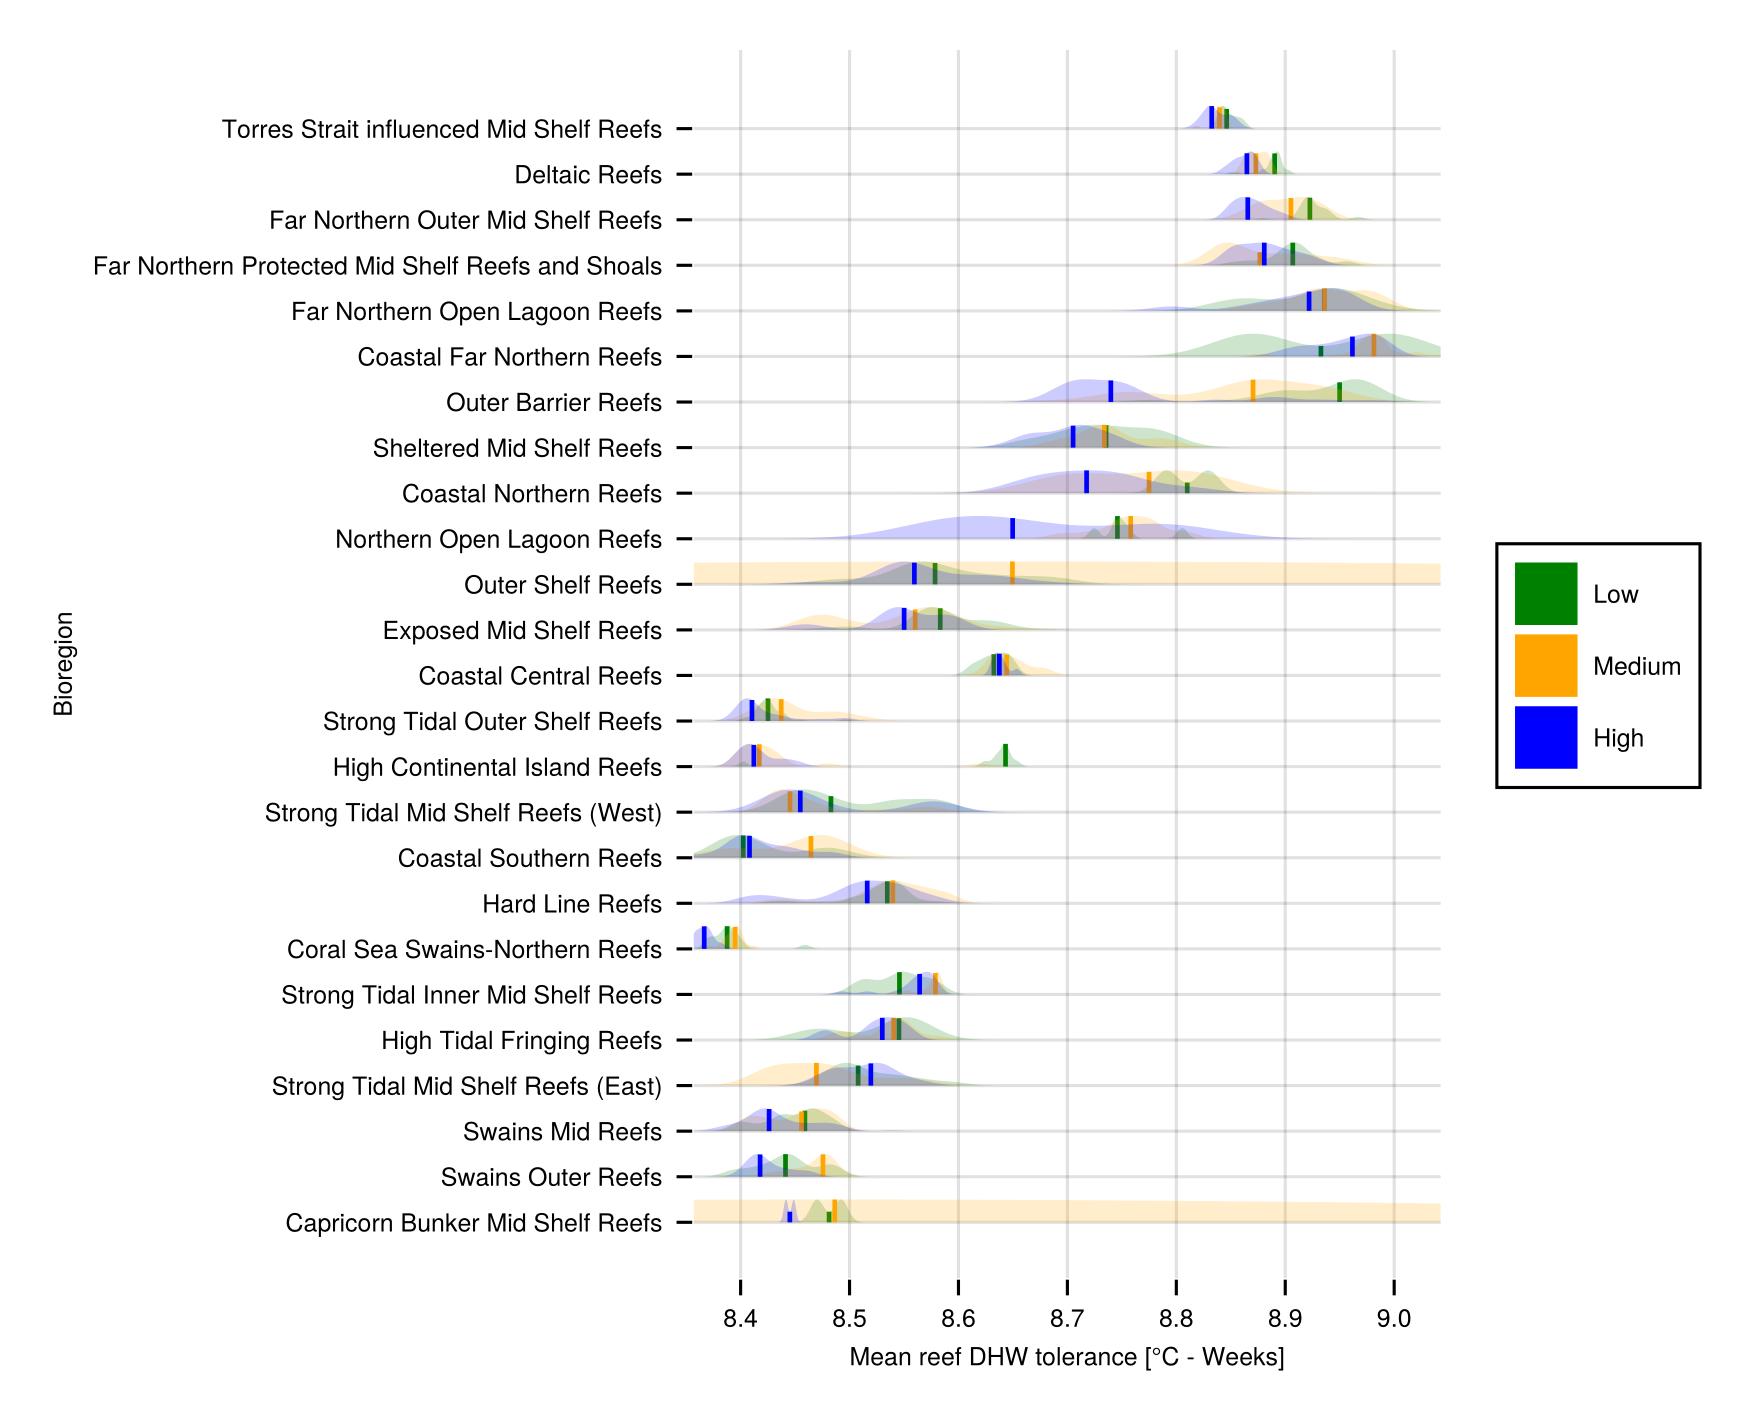 Torres Strait influenced Mid Shelf Reefs
Deltaic Reefs
Far Northern Outer Mid Shelf Reefs
Far Northern Protected Mid Shelf Reefs and Shoals
Far Northern Open Lagoon Reefs
Coastal Far Northern Reefs
Outer Barrier Reefs
Sheltered Mid Shelf Reefs
Coastal Northern Reefs
Northern Open Lagoon Reefs
Outer Shelf Reefs
Exposed Mid Shelf Reefs
Coastal Central Reefs
Strong Tidal Outer Shelf Reefs
High Continental Island Reefs
Strong Tidal Mid Shelf Reefs (West)
Coastal Southern Reefs
Hard Line Reefs
Coral Sea Swains-Northern Reefs
Strong Tidal Inner Mid Shelf Reefs
High Tidal Fringing Reefs
Strong Tidal Mid Shelf Reefs (East)
Swains Mid Reefs
Swains Outer Reefs
Capricorn Bunker Mid Shelf Reefs
Bioregion
8.4 8.5 8.6 8.7 8.8 8.9 9.0
Mean reef DHW tolerance [°C - Weeks]
Low
Medium
High